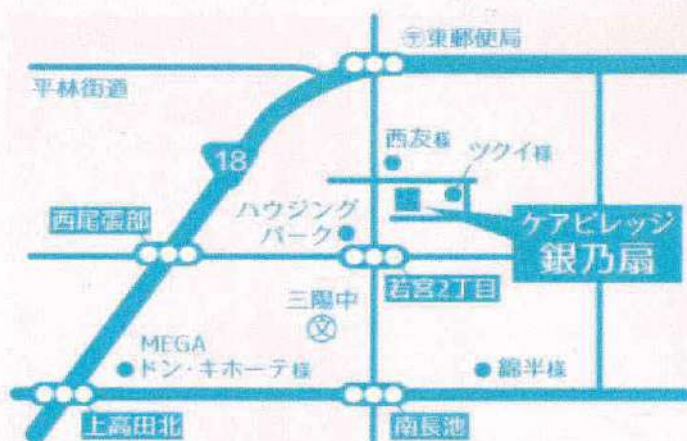 〒東郵便局
平林街道
18
西友様
ツクイ様
西尾張部
ハウジング
パーク
ケアビレッジ
銀乃扇
若宮2丁目
三陽中
文
MEGA
ドン・キホーテ様
綿半様
上高田北
南長池